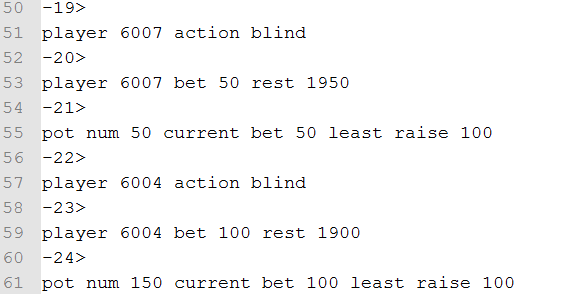 50 -19>
51 player 6007 action blind
52 -20>
53 player 6007 bet 50 rest 1950
54 -21>
55 pot num 50 current bet 50 least raise 100
56 -22>
57 player 6004 action blind
58 -23>
59 player 6004 bet 100 rest 1900
60 -24>
61 pot num 150 current bet 100 least raise 100